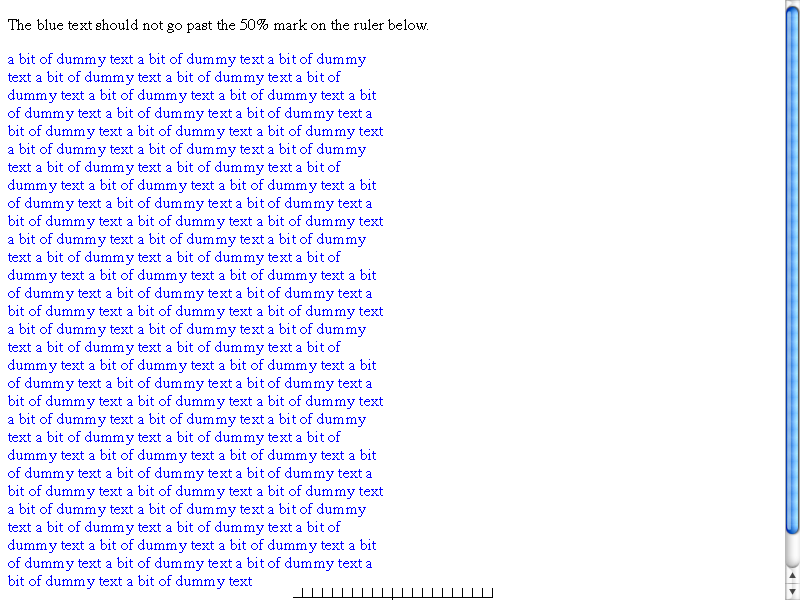 The blue text should not go past the 50% mark on the ruler below.
a bit of dummy text a bit of dummy text a bit of dummy
text a bit of dummy text a bit of dummy text a bit of
dummy text a bit of dummy text a bit of dummy text a bit
of dummy text a bit of dummy text a bit of dummy text a
bit of dummy text a bit of dummy text a bit of dummy text
a bit of dummy text a bit of dummy text a bit of dummy
text a bit of dummy text a bit of dummy text a bit of
dummy text a bit of dummy text a bit of dummy text a bit
of dummy text a bit of dummy text a bit of dummy text a
bit of dummy text a bit of dummy text a bit of dummy text
a bit of dummy text a bit of dummy text a bit of dummy
text a bit of dummy text a bit of dummy text a bit of
dummy text a bit of dummy text a bit of dummy text a bit
of dummy text a bit of dummy text a bit of dummy text a
bit of dummy text a bit of dummy text a bit of dummy text
a bit of dummy text a bit of dummy text a bit of dummy
text a bit of dummy text a bit of dummy text a bit of
dummy text a bit of dummy text a bit of dummy text a bit
of dummy text a bit of dummy text a bit of dummy text a
bit of dummy text a bit of dummy text a bit of dummy text
a bit of dummy text a bit of dummy text a bit of dummy
text a bit of dummy text a bit of dummy text a bit of
dummy text a bit of dummy text a bit of dummy text a bit
of dummy text a bit of dummy text a bit of dummy text a
bit of dummy text a bit of dummy text a bit of dummy text
a bit of dummy text a bit of dummy text a bit of dummy
text a bit of dummy text a bit of dummy text a bit of
dummy text a bit of dummy text a bit of dummy text a bit
of dummy text a bit of dummy text a bit of dummy text a
bit of dummy text a bit of dummy text